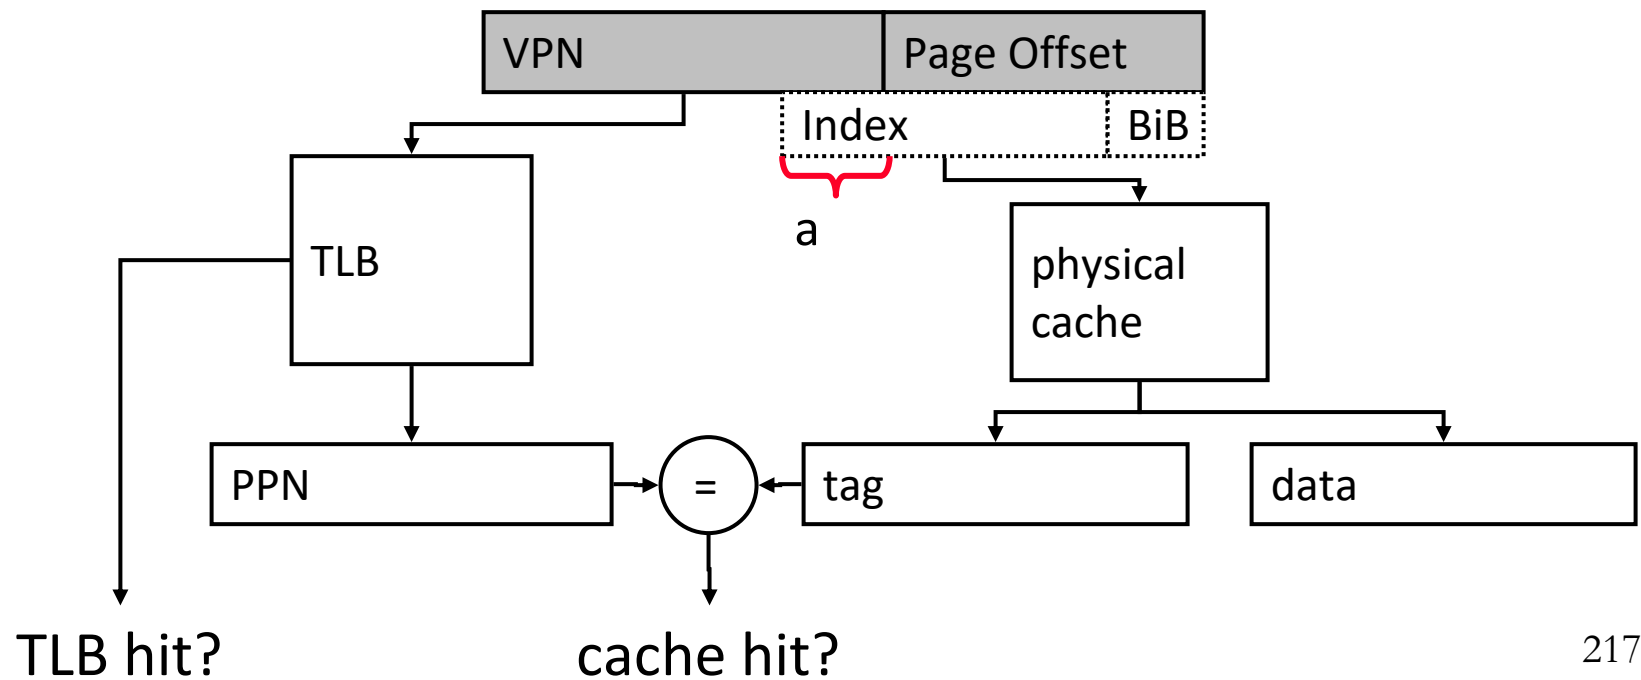 VPN
Page Offset
Index
BiB
a
TLB
physical
cache
PPN
=
tag
data
TLB hit?
cache hit?
217